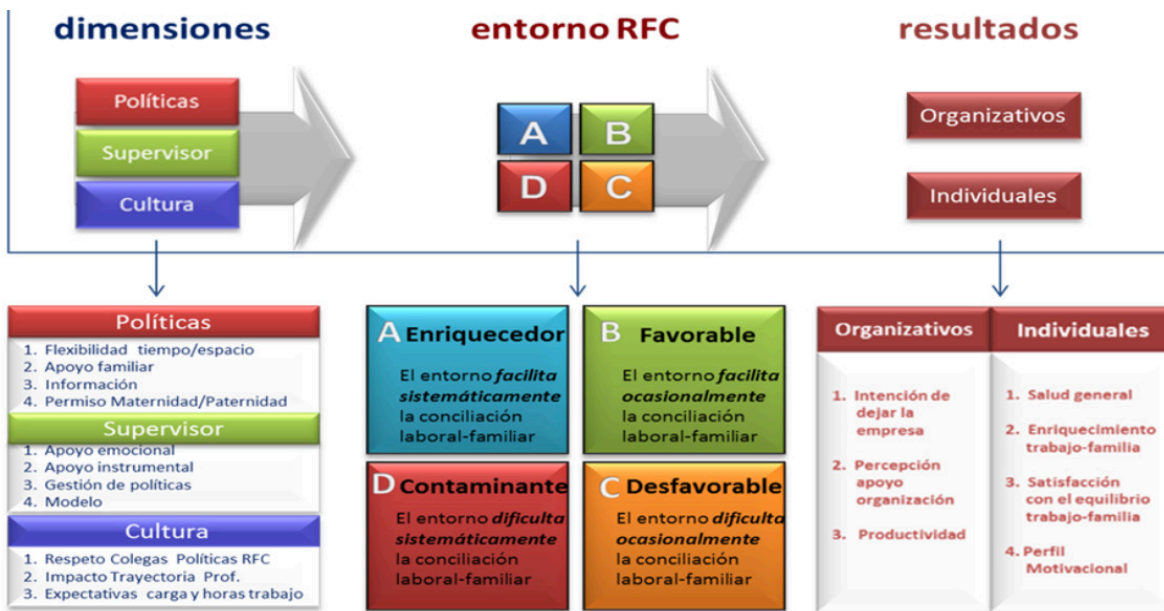 dimensiones
entorno RFC
resultados
Políticas
Supervisor
Cultura
A
B
D
C
Organizativos
Individuales
Políticas
1. Flexibilidad tiempo/espacio
2. Apoyo familiar
3. Información
4. Permiso Maternidad/Paternidad
Supervisor
1. Apoyo emocional
2. Apoyo instrumental
3. Gestión de políticas
4. Modelo
Cultura
1. Respeto Colegas Políticas RFC
2. Impacto Trayectoria Prof.
3. Expectativas carga y horas trabajo
A Enriquecedor
El entorno facilita
sistemáticamente
la conciliación
laboral-familiar
B Favorable
El entorno facilita
ocasionalmente
la conciliación
laboral-familiar
D Contaminante
El entorno dificulta
sistemáticamente
la conciliación
laboral-familiar
C Desfavorable
El entorno dificulta
ocasionalmente
la conciliación
laboral-familiar
Organizativos
1. Intención de
dejar la
empresa
2. Percepción
apoyo
organización
3. Productividad
Individuales
1. Salud general
2. Enriquecimiento
trabajo-familia
3. Satisfacción
con el equilibrio
trabajo-familia
4. Perfil
Motivacional